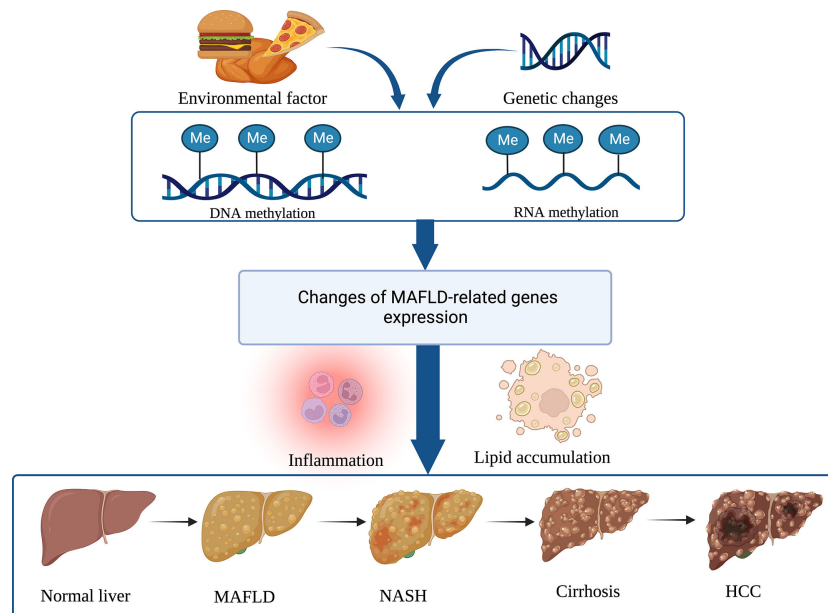 Environmental factor
Genetic changes
Me Me Me
Me Me Me
DNA methylation
RNA methylation
Changes of MAFLD-related genes
expression
Inflammation
Lipid accumulation
Normal liver
MAFLD
NASH
Cirrhosis
HCC